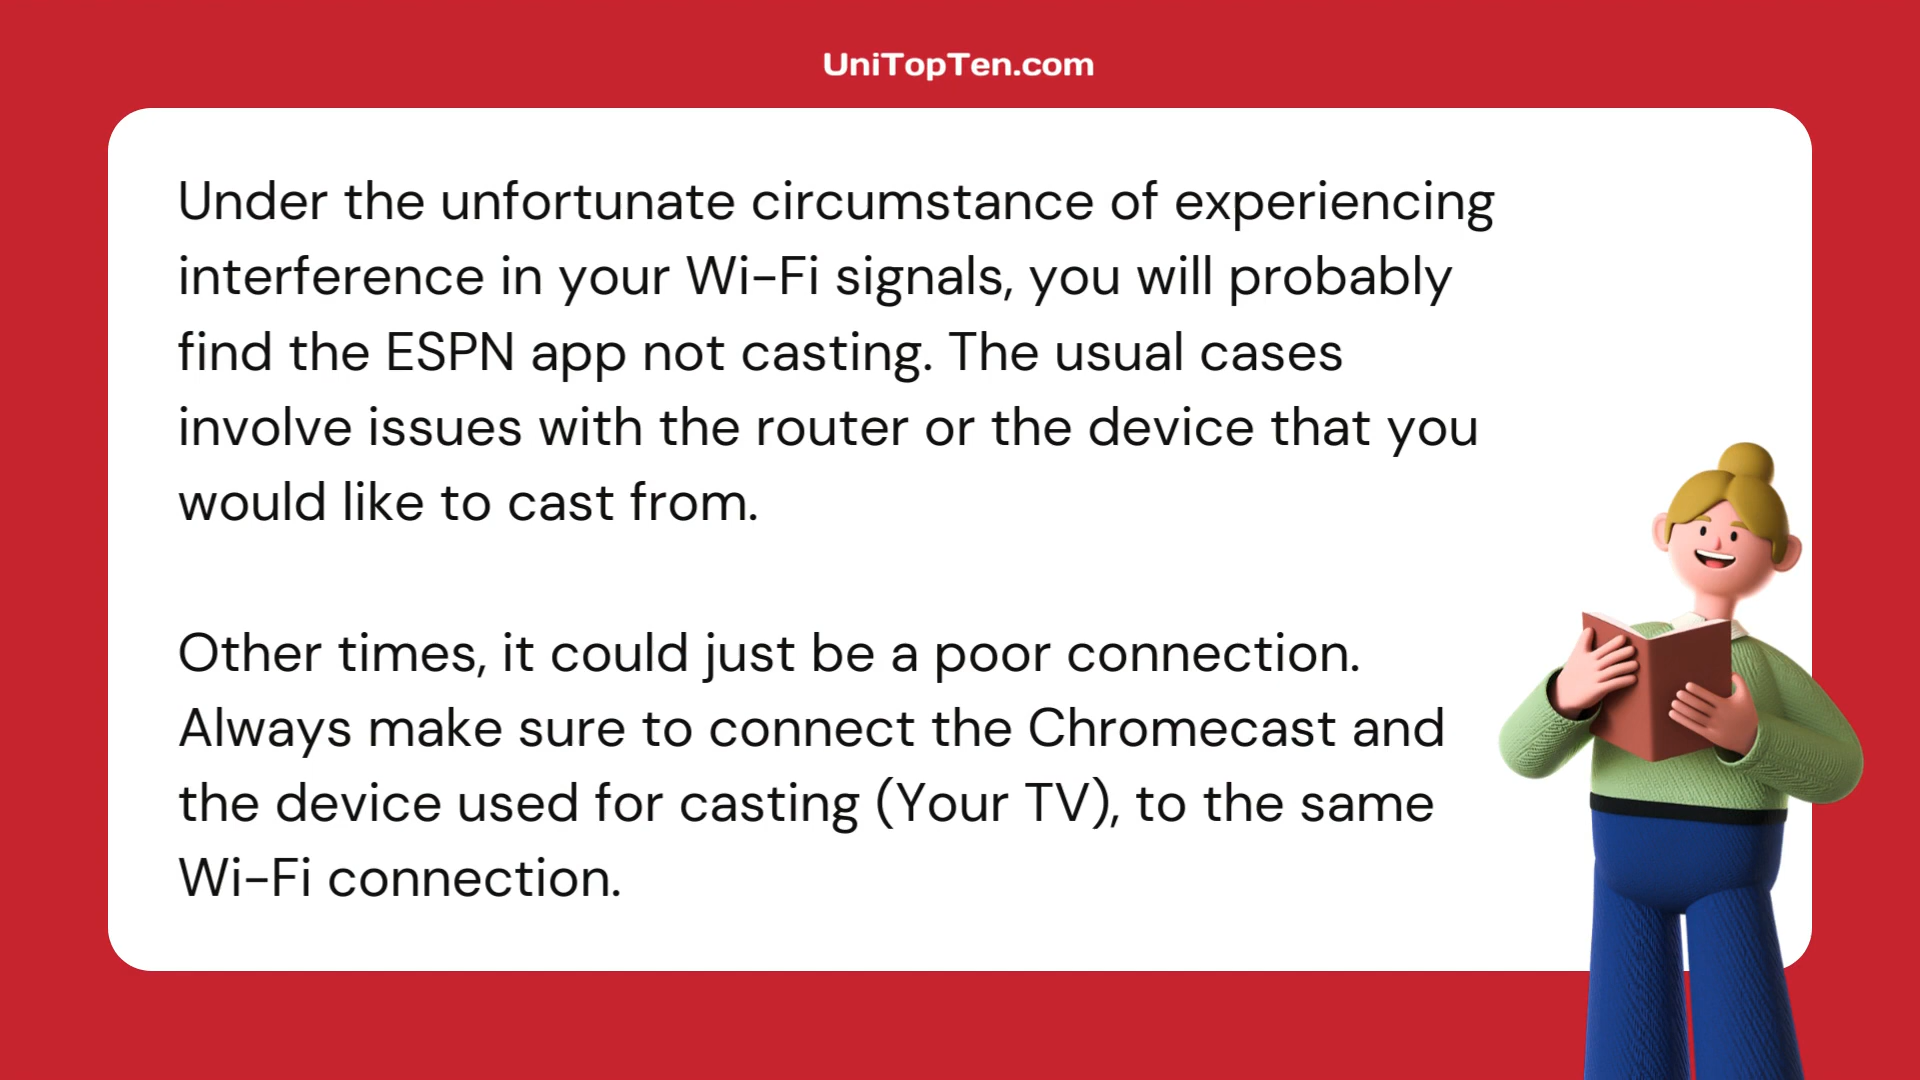 UniTopTen.com
Under the unfortunate circumstance of experiencing
interference in your Wi-Fi signals, you will probably
find the ESPN app not casting. The usual cases
involve issues with the router or the device that you
would like to cast from.
Other times, it could just be a poor connection.
Always make sure to connect the Chromecast and
the device used for casting (Your TV), to the same
Wi-Fi connection.